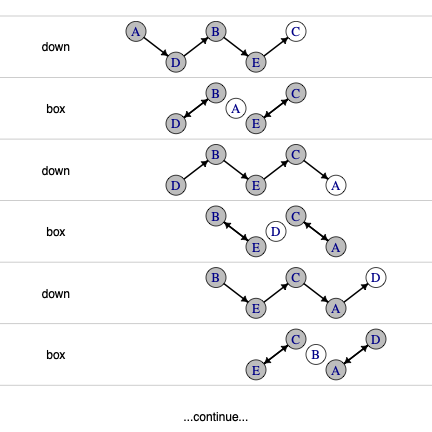 A B C
down
D E
B C
box A
D E
B C
down
D E A
B C
box D
E A
B C D
down
E A
C D
box B
E A
...continue...